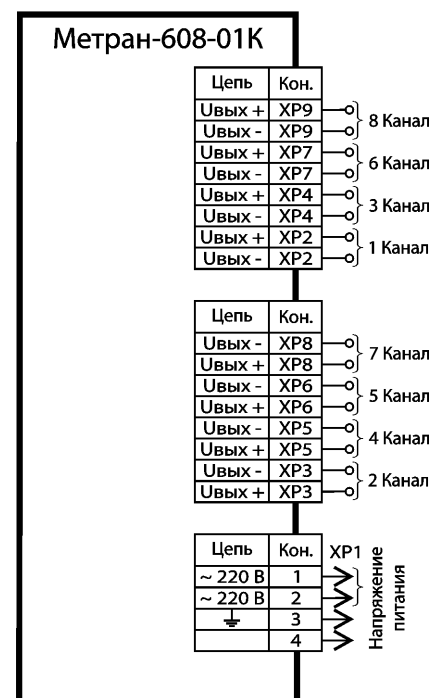 Метран-608-01К
Цепь Кон.
Uвых + XP9
Uвых - XP9
8 Канал
Uвых + XP7
Uвых - XP7
6 Канал
Uвых + XP4
Uвых - XP4
3 Канал
Uвых + XP2
Uвых - XP2
1 Канал
Цепь Кон.
Uвых - XP8
Uвых + XP8
7 Канал
Uвых - XP6
Uвых + XP6
5 Канал
Uвых - XP5
Uвых + XP5
4 Канал
Uвых - XP3
Uвых + XP3
2 Канал
Цепь Кон. XP1
~ 220 В 1
~ 220 В 2
3
4
Напряжение
питания